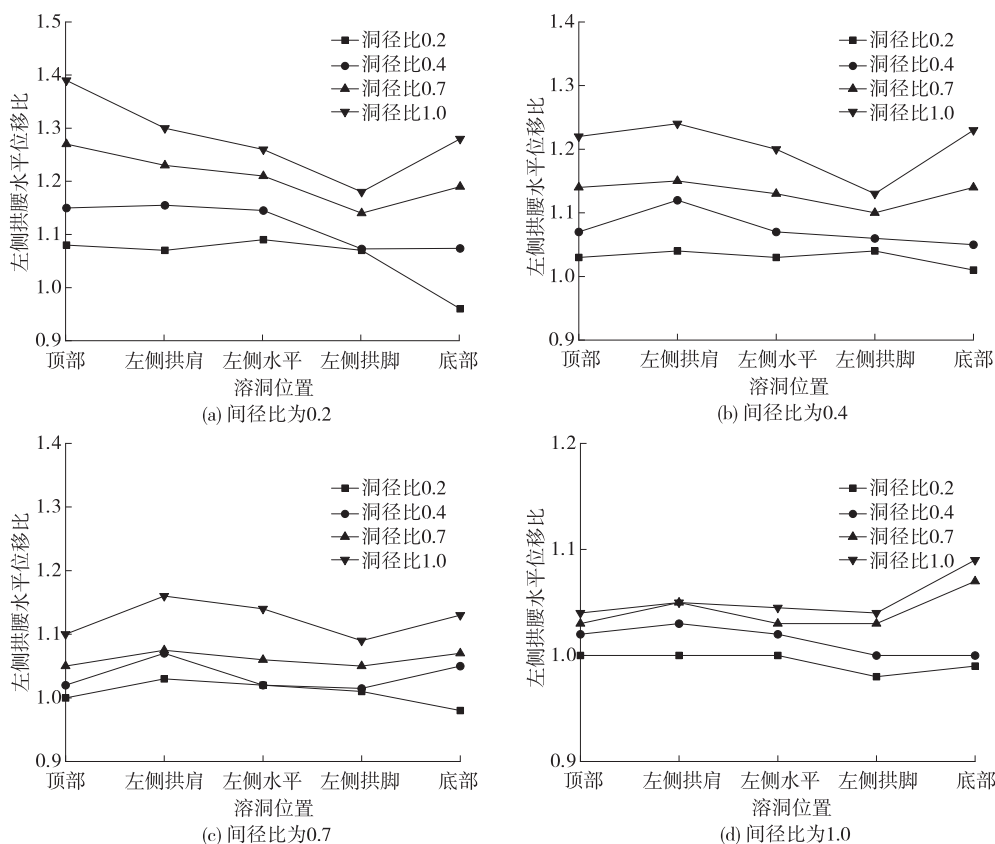 1.5
1.4
1.3
1.2
1.1
1.0
0.9
左侧拱腰水平位移比
洞径比0.2
洞径比0.4
洞径比0.7
洞径比1.0
顶部 左侧拱肩 左侧水平 左侧拱脚 底部
溶洞位置
(a) 间径比为0.2
1.4
1.3
1.2
1.1
1.0
0.9
左侧拱腰水平位移比
洞径比0.2
洞径比0.4
洞径比0.7
洞径比1.0
顶部 左侧拱肩 左侧水平 左侧拱脚 底部
溶洞位置
(b) 间径比为0.4
1.4
1.3
1.2
1.1
1.0
0.9
左侧拱腰水平位移比
洞径比0.2
洞径比0.4
洞径比0.7
洞径比1.0
顶部 左侧拱肩 左侧水平 左侧拱脚 底部
溶洞位置
(c) 间径比为0.7
1.2
1.1
1.0
0.9
左侧拱腰水平位移比
洞径比0.2
洞径比0.4
洞径比0.7
洞径比1.0
顶部 左侧拱肩 左侧水平 左侧拱脚 底部
溶洞位置
(d) 间径比为1.0